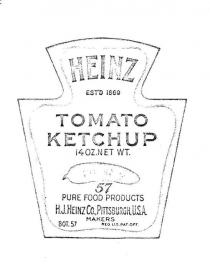 HEINZ
ESTD 1869
TOMATO
KETCHUP
14 OZ. NET WT.
57
PURE FOOD PRODUCTS
H.J. HEINZ CO., PITTSBURGH, U.S.A.
MAKERS
BOT. 57 REG. U.S. PAT. OFF.